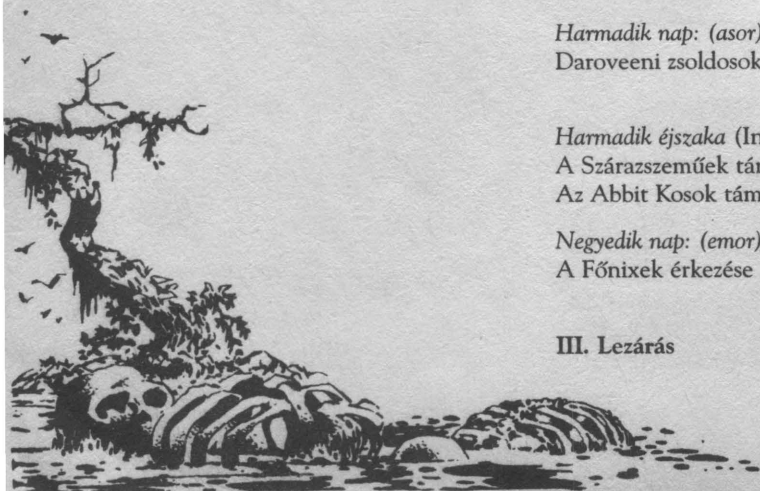 Harmadik nap: (asor)
Daroveeni zsoldosok
Harmadik éjszaka
A Szárazszeműek
Az Abbit Kosok
Negyedik nap: (emor)
A Főnixek érkezése
III. Lezárás